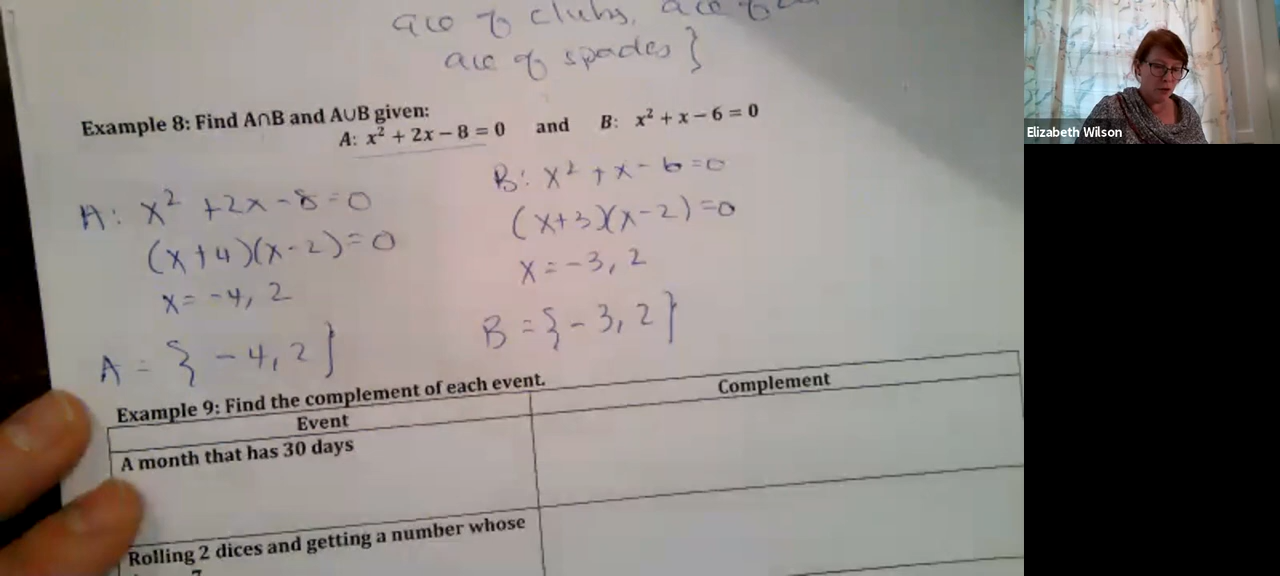 ace of clubs, ace of
ace of spades}
Example 8: Find A∩B and A∪B given:
A: x² + 2x − 8 = 0 and B: x² + x − 6 = 0
A: x² + 2x - 8 = 0
(x+4)(x-2) = 0
x = -4, 2
A = { -4, 2 }
B: x² + x - 6 = 0
(x+3)(x-2) = 0
x = -3, 2
B = { -3, 2 }
Example 9: Find the complement of each event.
Event
Complement
A month that has 30 days
Rolling 2 dices and getting a number whose
Elizabeth Wilson